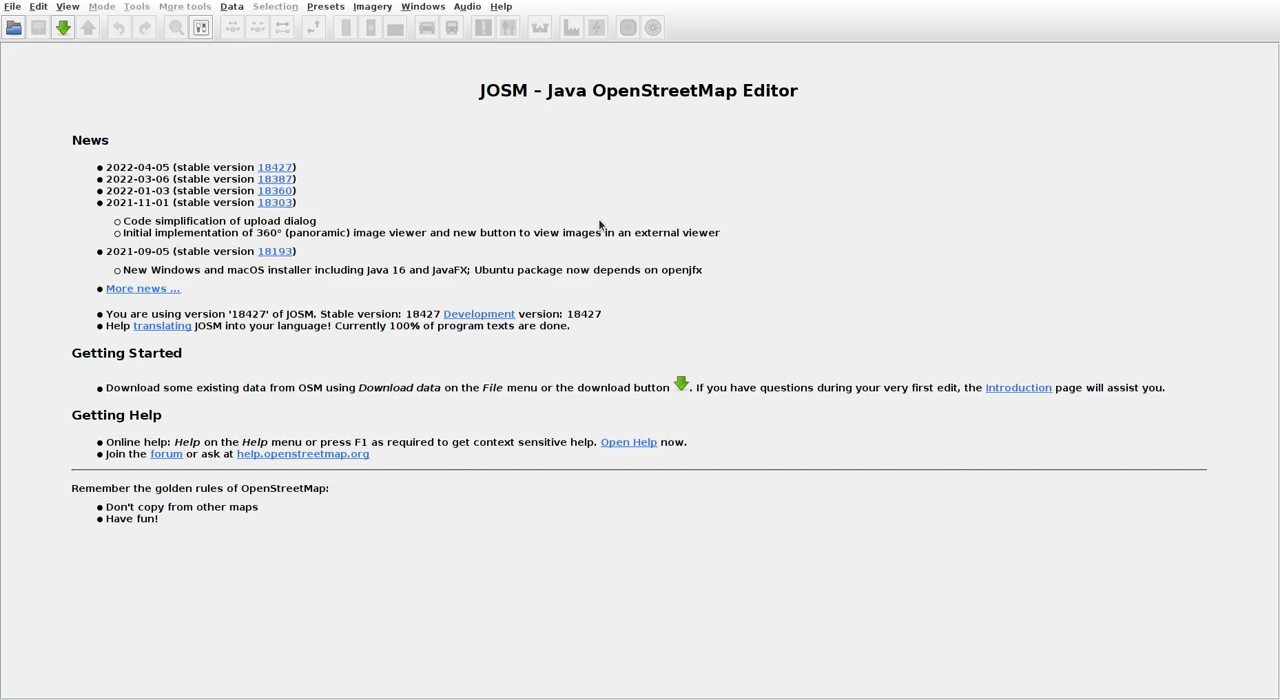 File Edit View Mode Tools More tools Data Selection Presets Imagery Windows Audio Help
JOSM – Java OpenStreetMap Editor
News
2022-04-05 (stable version 18427)
2022-03-06 (stable version 18387)
2022-01-03 (stable version 18360)
2021-11-01 (stable version 18303)
Code simplification of upload dialog
Initial implementation of 360° (panoramic) image viewer and new button to view images in an external viewer
2021-09-05 (stable version 18193)
New Windows and macOS installer including Java 16 and JavaFX; Ubuntu package now depends on openjfx
More news ...
You are using version '18427' of JOSM. Stable version: 18427 Development version: 18427
Help translating JOSM into your language! Currently 100% of program texts are done.
Getting Started
Download some existing data from OSM using Download data on the File menu or the download button . If you have questions during your very first edit, the Introduction page will assist you.
Getting Help
Online help: Help on the Help menu or press F1 as required to get context sensitive help. Open Help now.
Join the forum or ask at help.openstreetmap.org
Remember the golden rules of OpenStreetMap:
Don't copy from other maps
Have fun!